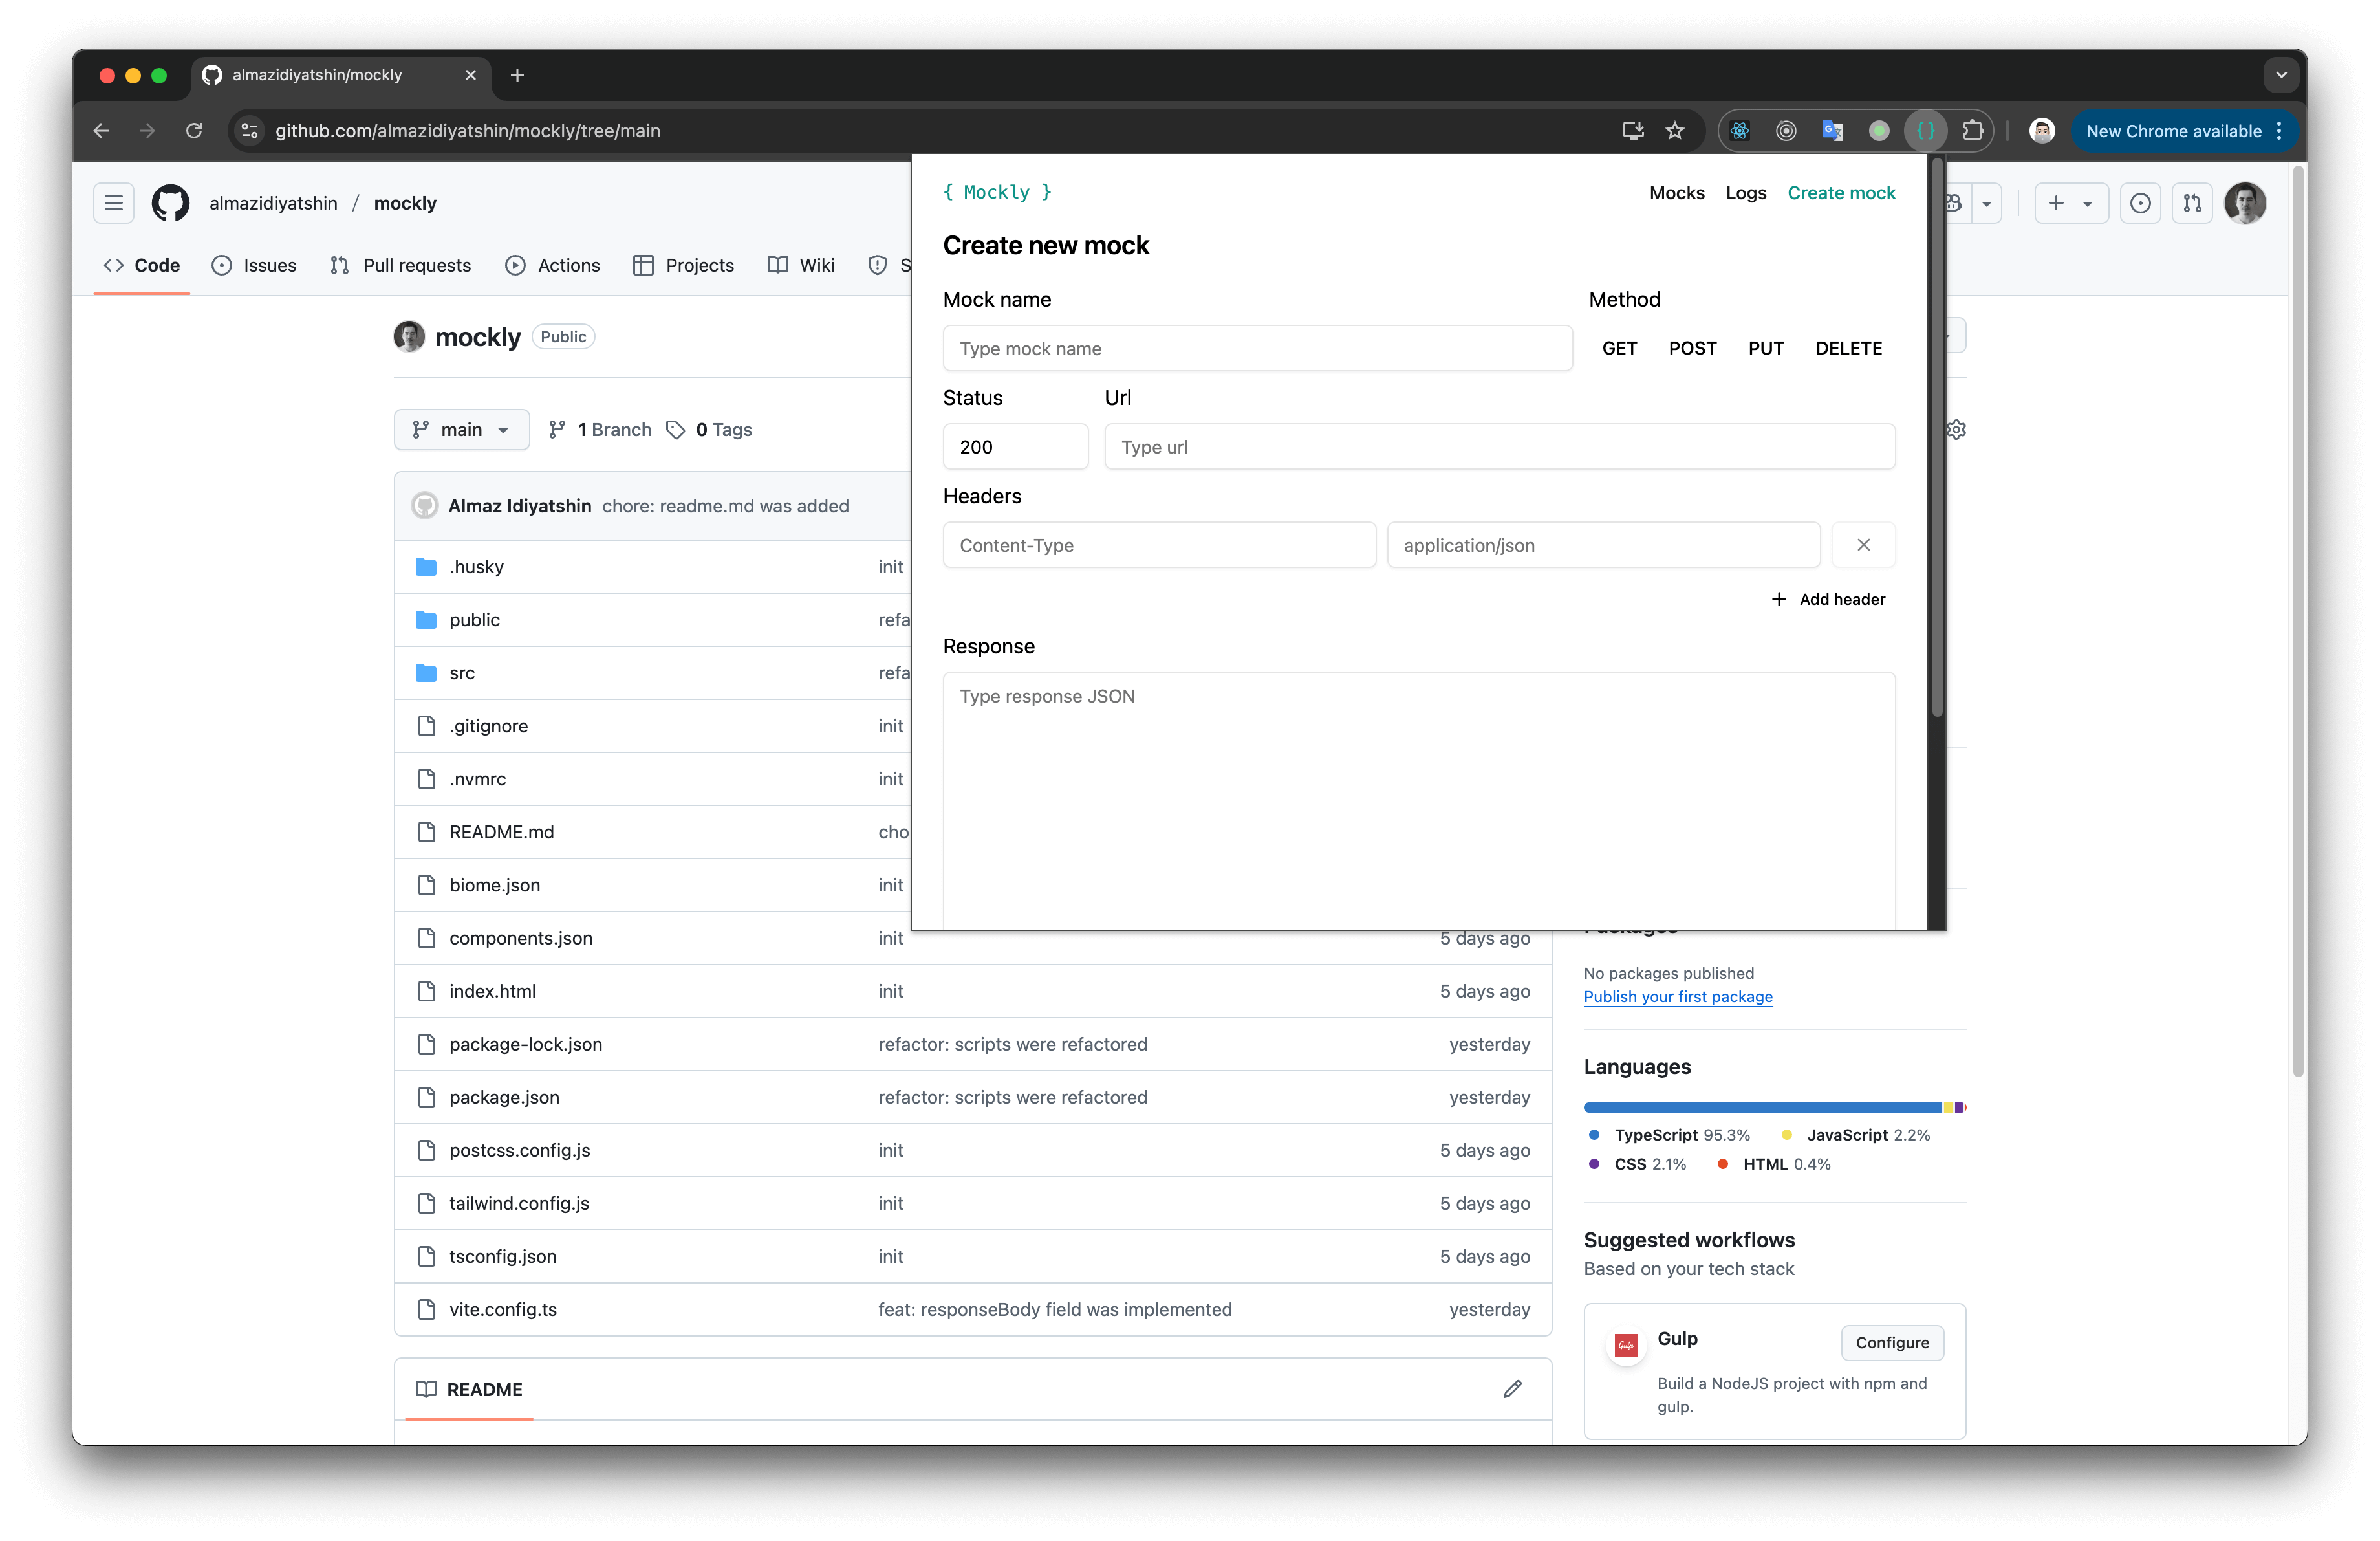 almazidiyatshin/mockly
github.com/almazidiyatshin/mockly/tree/main
New Chrome available
almazidiyatshin / mockly
Code Issues Pull requests Actions Projects Wiki S
{ Mockly }
Mocks Logs Create mock
Create new mock
Mock name Method
Type mock name GET POST PUT DELETE
Status Url
200 Type url
Headers
Content-Type application/json
+ Add header
Response
Type response JSON
mockly Public
main 1 Branch 0 Tags
Almaz Idiyatshin chore: readme.md was added
.husky init
public refa
src refa
.gitignore init
.nvmrc init
README.md chor
biome.json init
components.json init 5 days ago
index.html init 5 days ago
package-lock.json refactor: scripts were refactored yesterday
package.json refactor: scripts were refactored yesterday
postcss.config.js init 5 days ago
tailwind.config.js init 5 days ago
tsconfig.json init 5 days ago
vite.config.ts feat: responseBody field was implemented yesterday
README
Packages
No packages published
Publish your first package
Languages
TypeScript 95.3% JavaScript 2.2%
CSS 2.1% HTML 0.4%
Suggested workflows
Based on your tech stack
Gulp
Gulp Configure
Build a NodeJS project with npm and
gulp.